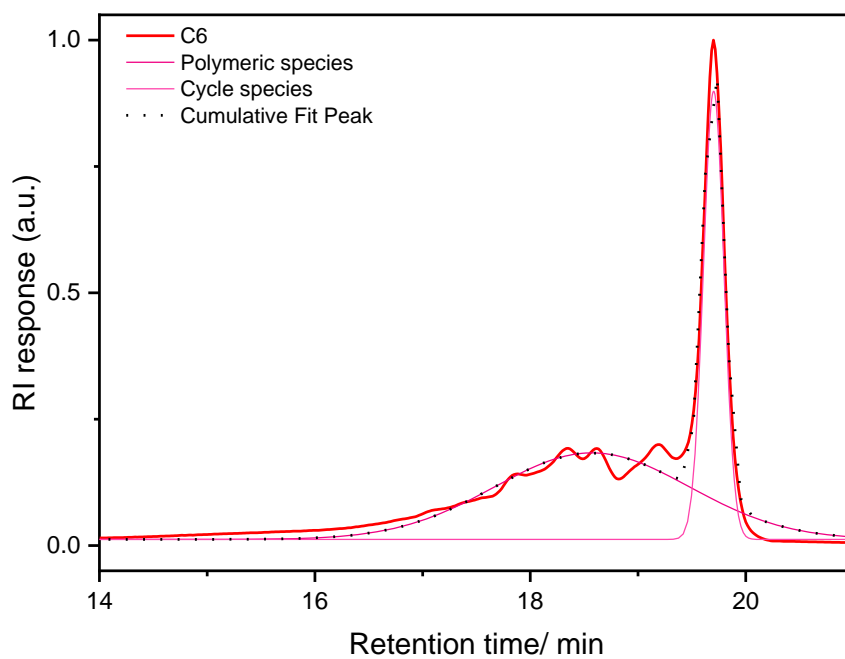 C6
Polymeric species
Cycle species
Cumulative Fit Peak
1.0
0.5
0.0
RI response (a.u.)
14
16
18
20
Retention time/ min